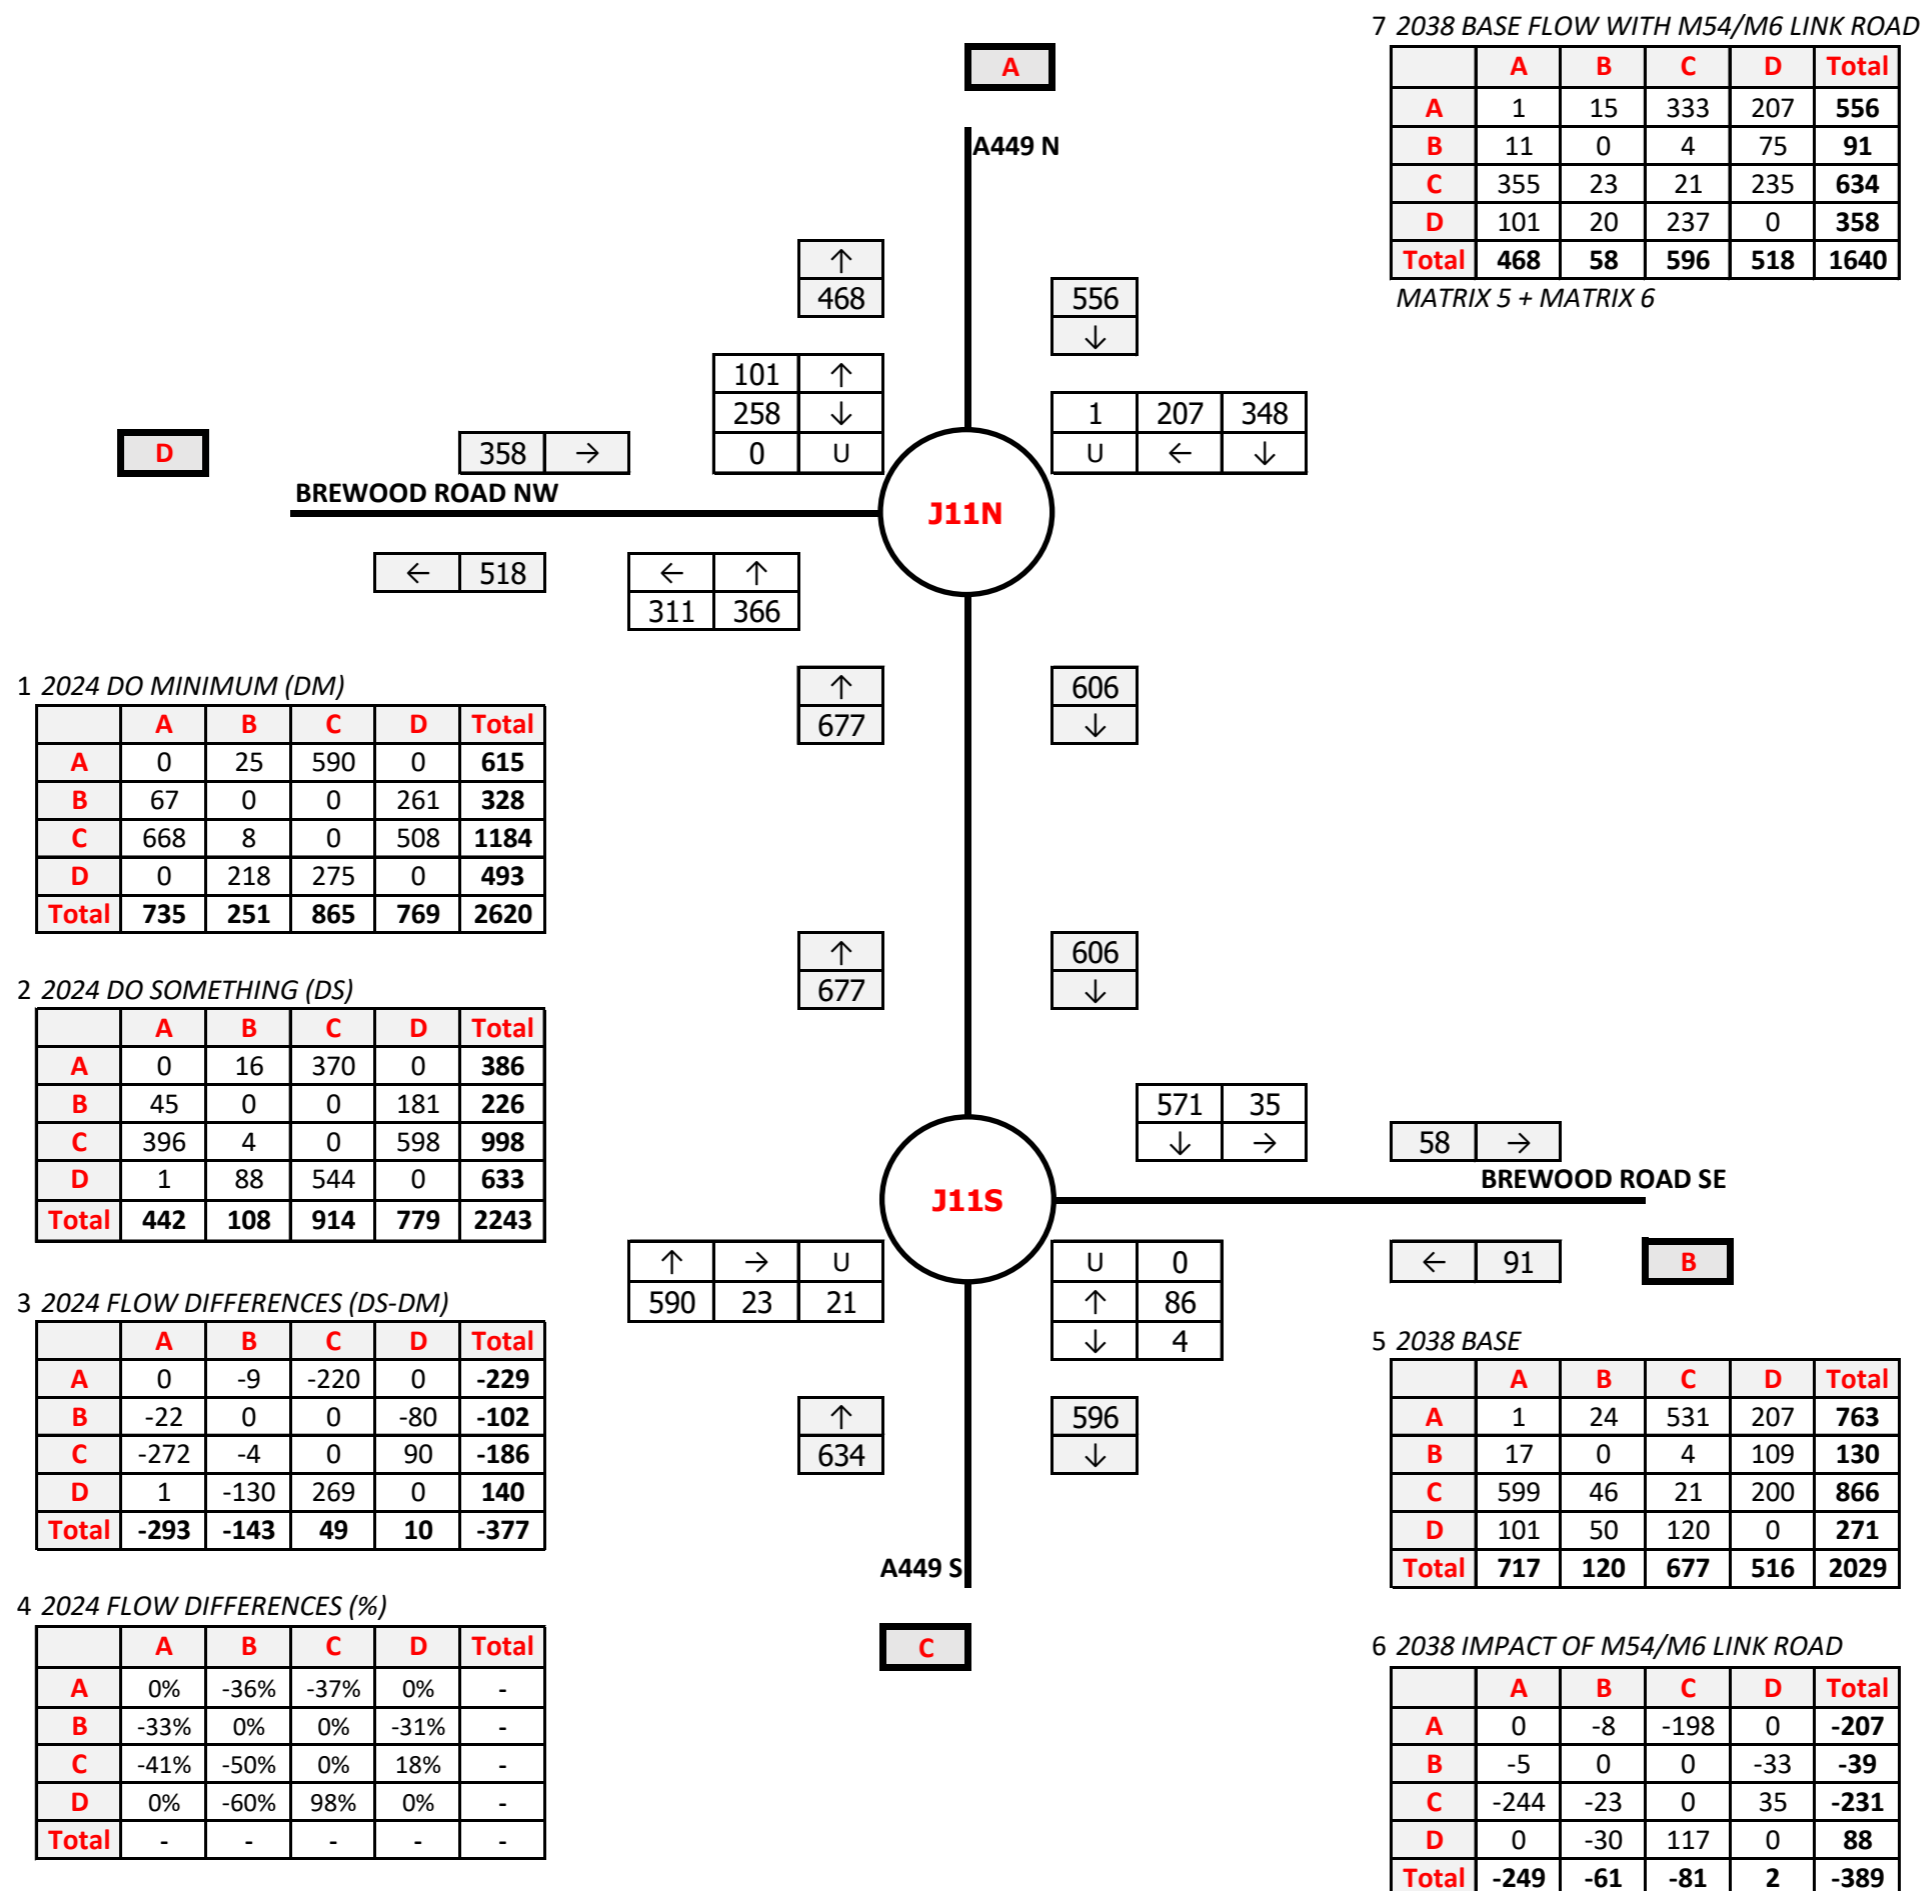 7 2038 BASE FLOW WITH M54/M6 LINK ROAD
A B C D Total
A 1 15 333 207 556
B 11 0 4 75 91
C 355 23 21 235 634
D 101 20 237 0 358
Total 468 58 596 518 1640
MATRIX 5 + MATRIX 6
A
A449 N
↑
468
556
↓
101 ↑
258 ↓
0 U
1 207 348
U ← ↓
D
358 →
BREWOOD ROAD NW
J11N
← 518
← ↑
311 366
↑
677
606
↓
1 2024 DO MINIMUM (DM)
A B C D Total
A 0 25 590 0 615
B 67 0 0 261 328
C 668 8 0 508 1184
D 0 218 275 0 493
Total 735 251 865 769 2620
↑
677
606
↓
2 2024 DO SOMETHING (DS)
A B C D Total
A 0 16 370 0 386
B 45 0 0 181 226
C 396 4 0 598 998
D 1 88 544 0 633
Total 442 108 914 779 2243
571 35
↓ →
58 →
BREWOOD ROAD SE
J11S
↑ → U
590 23 21
U 0
↑ 86
↓ 4
← 91
B
3 2024 FLOW DIFFERENCES (DS-DM)
A B C D Total
A 0 -9 -220 0 -229
B -22 0 0 -80 -102
C -272 -4 0 90 -186
D 1 -130 269 0 140
Total -293 -143 49 10 -377
↑
634
596
↓
5 2038 BASE
A B C D Total
A 1 24 531 207 763
B 17 0 4 109 130
C 599 46 21 200 866
D 101 50 120 0 271
Total 717 120 677 516 2029
A449 S
C
4 2024 FLOW DIFFERENCES (%)
A B C D Total
A 0% -36% -37% 0% -
B -33% 0% 0% -31% -
C -41% -50% 0% 18% -
D 0% -60% 98% 0% -
Total - - - - -
6 2038 IMPACT OF M54/M6 LINK ROAD
A B C D Total
A 0 -8 -198 0 -207
B -5 0 0 -33 -39
C -244 -23 0 35 -231
D 0 -30 117 0 88
Total -249 -61 -81 2 -389